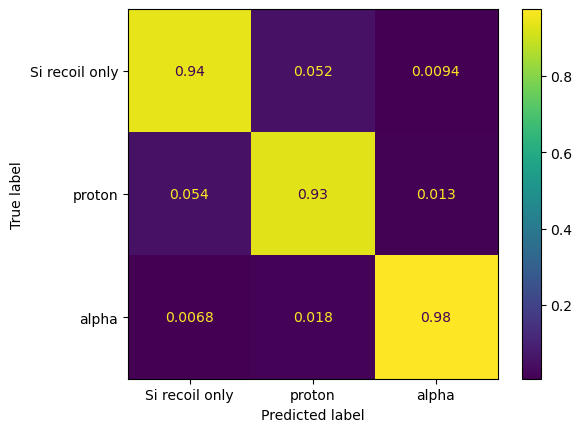 True label
Si recoil only 0.94 0.052 0.0094
proton 0.054 0.93 0.013
alpha 0.0068 0.018 0.98
Si recoil only proton alpha
Predicted label
0.8
0.6
0.4
0.2